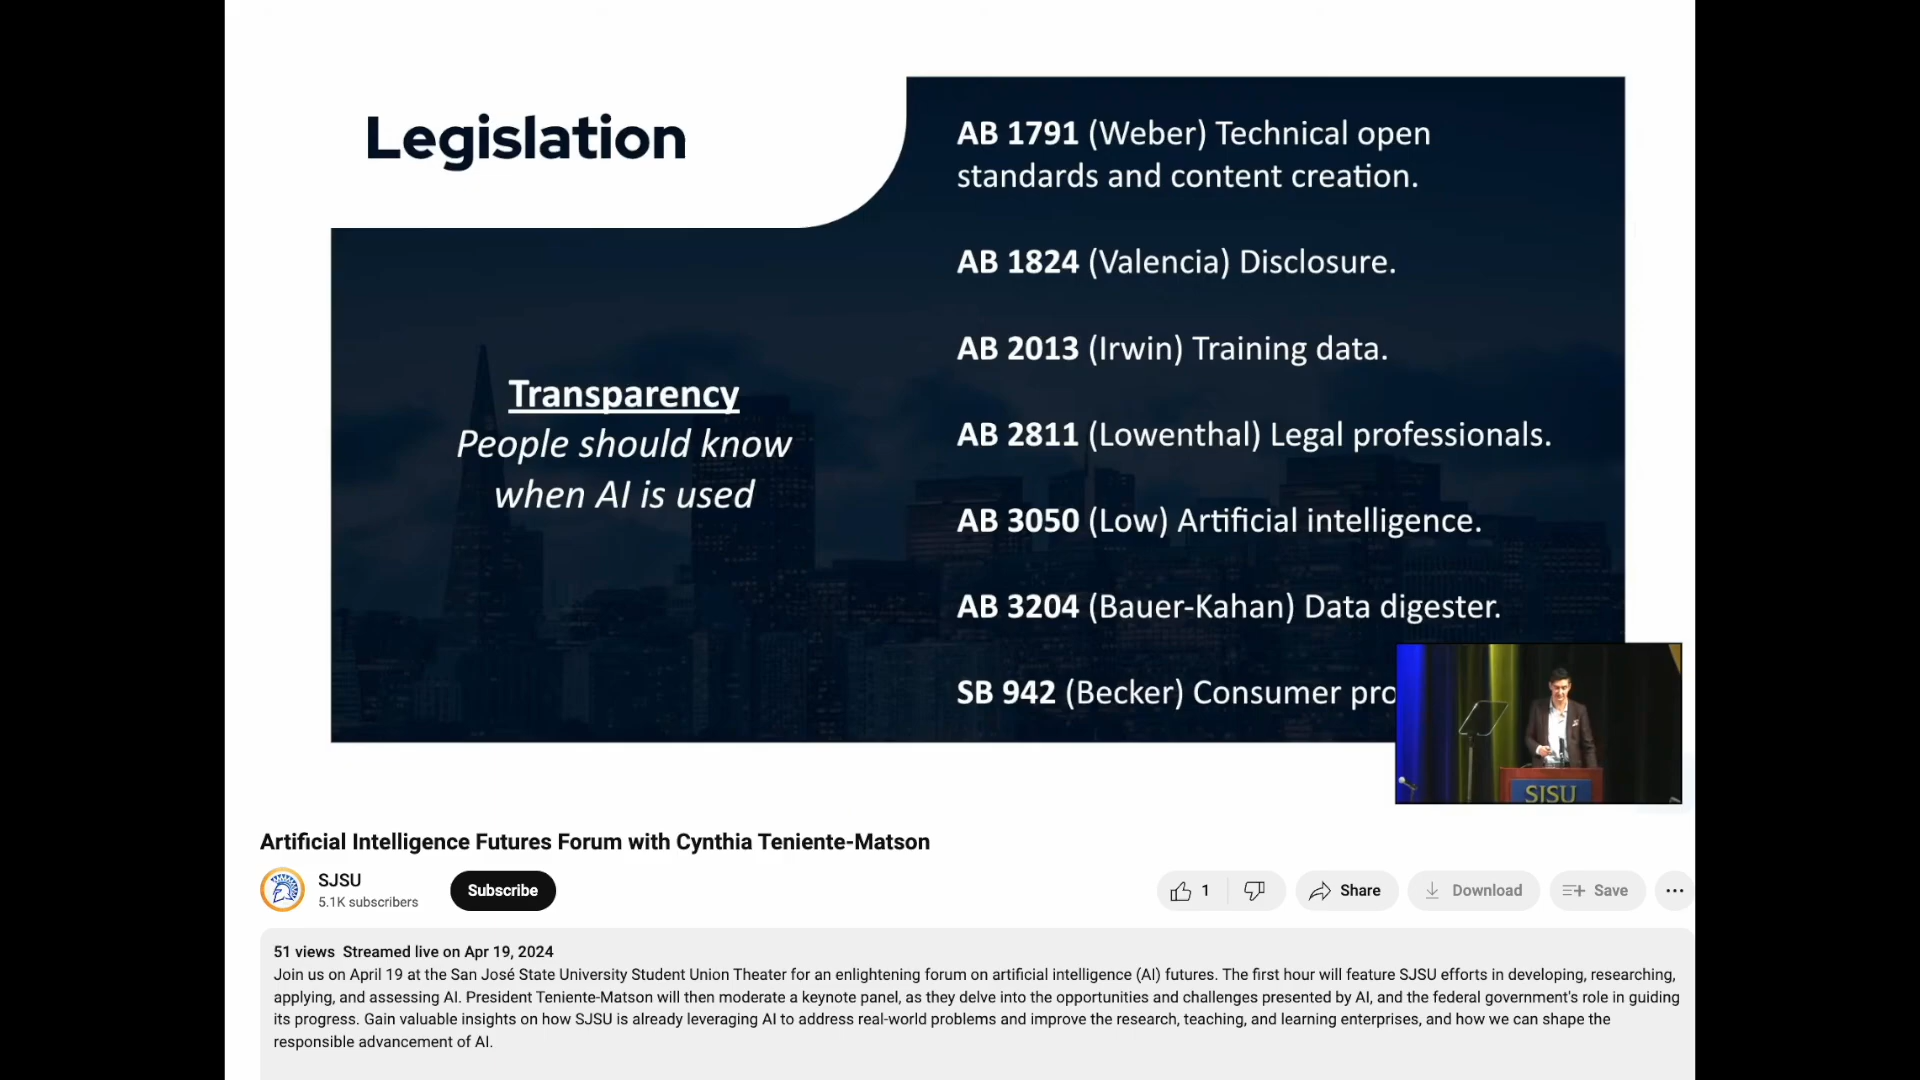 Legislation
Transparency
People should know
when AI is used
AB 1791 (Weber) Technical open
standards and content creation.
AB 1824 (Valencia) Disclosure.
AB 2013 (Irwin) Training data.
AB 2811 (Lowenthal) Legal professionals.
AB 3050 (Low) Artificial intelligence.
AB 3204 (Bauer-Kahan) Data digester.
SB 942 (Becker) Consumer pro
SJSU
Artificial Intelligence Futures Forum with Cynthia Teniente-Matson
SJSU
5.1K subscribers
Subscribe
1
Share
Download
Save
51 views Streamed live on Apr 19, 2024
Join us on April 19 at the San José State University Student Union Theater for an enlightening forum on artificial intelligence (AI) futures. The first hour will feature SJSU efforts in developing, researching,
applying, and assessing AI. President Teniente-Matson will then moderate a keynote panel, as they delve into the opportunities and challenges presented by AI, and the federal government's role in guiding
its progress. Gain valuable insights on how SJSU is already leveraging AI to address real-world problems and improve the research, teaching, and learning enterprises, and how we can shape the
responsible advancement of AI.